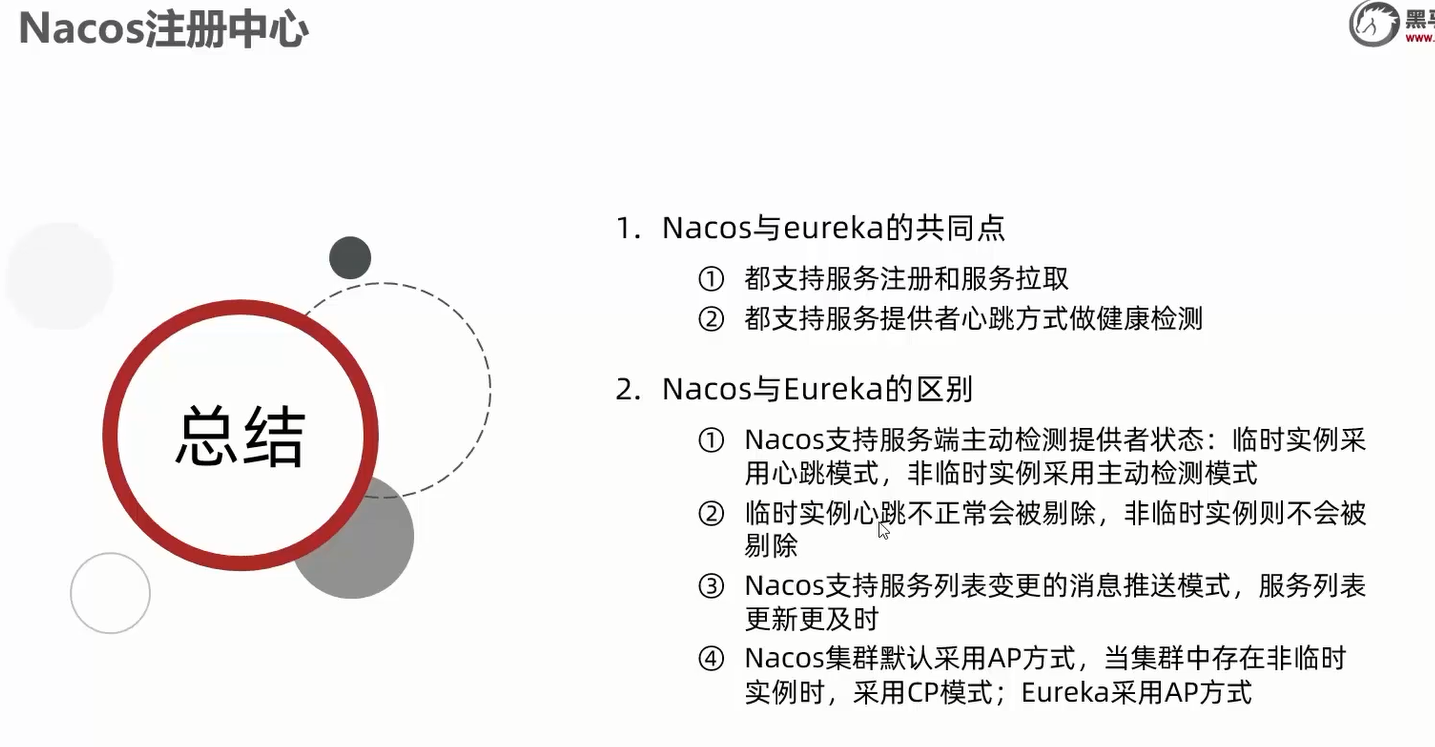 Nacos注册中心
总结
1. Nacos与eureka的共同点
① 都支持服务注册和服务拉取
② 都支持服务提供者心跳方式做健康检测
2. Nacos与Eureka的区别
① Nacos支持服务端主动检测提供者状态：临时实例采
用心跳模式，非临时实例采用主动检测模式
② 临时实例心跳不正常会被剔除，非临时实例则不会被
剔除
③ Nacos支持服务列表变更的消息推送模式，服务列表
更新更及时
④ Nacos集群默认采用AP方式，当集群中存在非临时
实例时，采用CP模式；Eureka采用AP方式
黑
www.